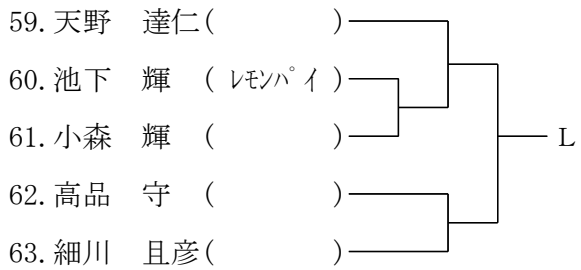 59. 天野　達仁(　　　　　)
60. 池下　輝　( ﾚﾓﾝﾊﾟｲ )
61. 小森　輝　(　　　　　)
L
62. 高品　守　(　　　　　)
63. 細川　且彦(　　　　　)